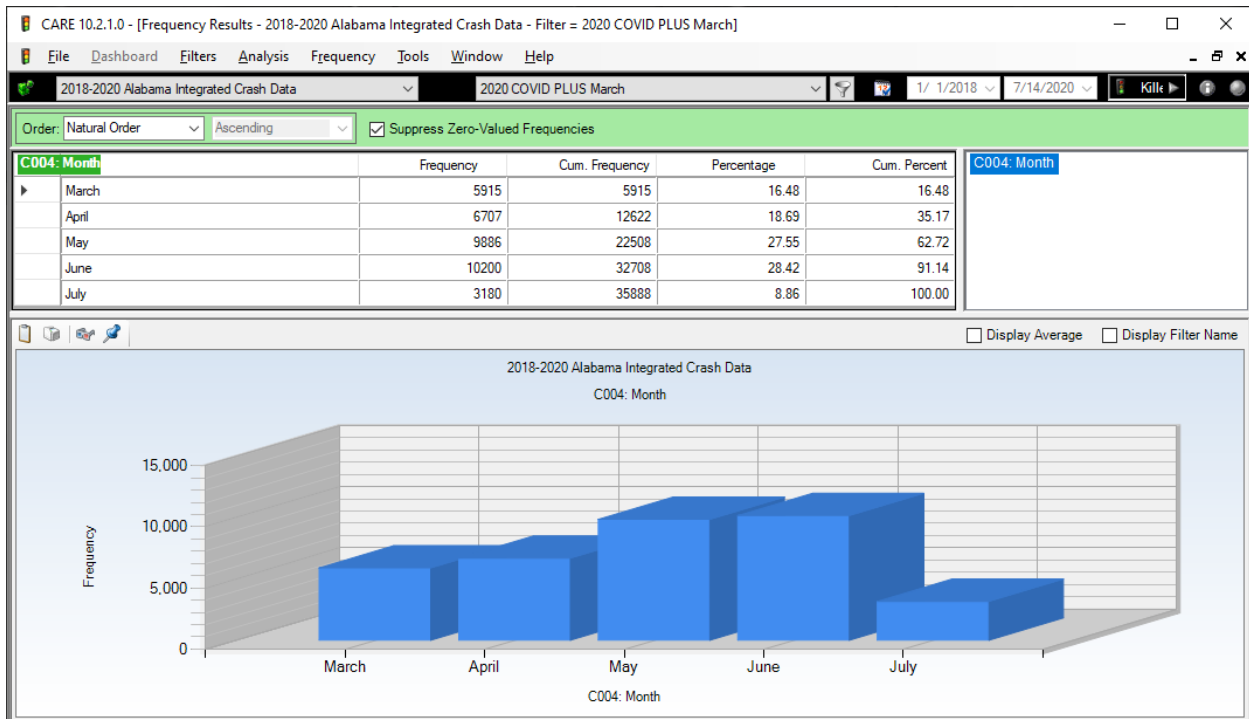 CARE 10.2.1.0 - [Frequency Results - 2018-2020 Alabama Integrated Crash Data - Filter = 2020 COVID PLUS March]
File Dashboard Filters Analysis Frequency Tools Window Help
2018-2020 Alabama Integrated Crash Data 2020 COVID PLUS March 1/ 1/2018 7/14/2020 Kille
Order: Natural Order Ascending Suppress Zero-Valued Frequencies
C004: Month Frequency Cum. Frequency Percentage Cum. Percent C004: Month
March 5915 5915 16.48 16.48
April 6707 12622 18.69 35.17
May 9886 22508 27.55 62.72
June 10200 32708 28.42 91.14
July 3180 35888 8.86 100.00
Display Average Display Filter Name
2018-2020 Alabama Integrated Crash Data
C004: Month
15,000
10,000
5,000
0
Frequency
March April May June July
C004: Month